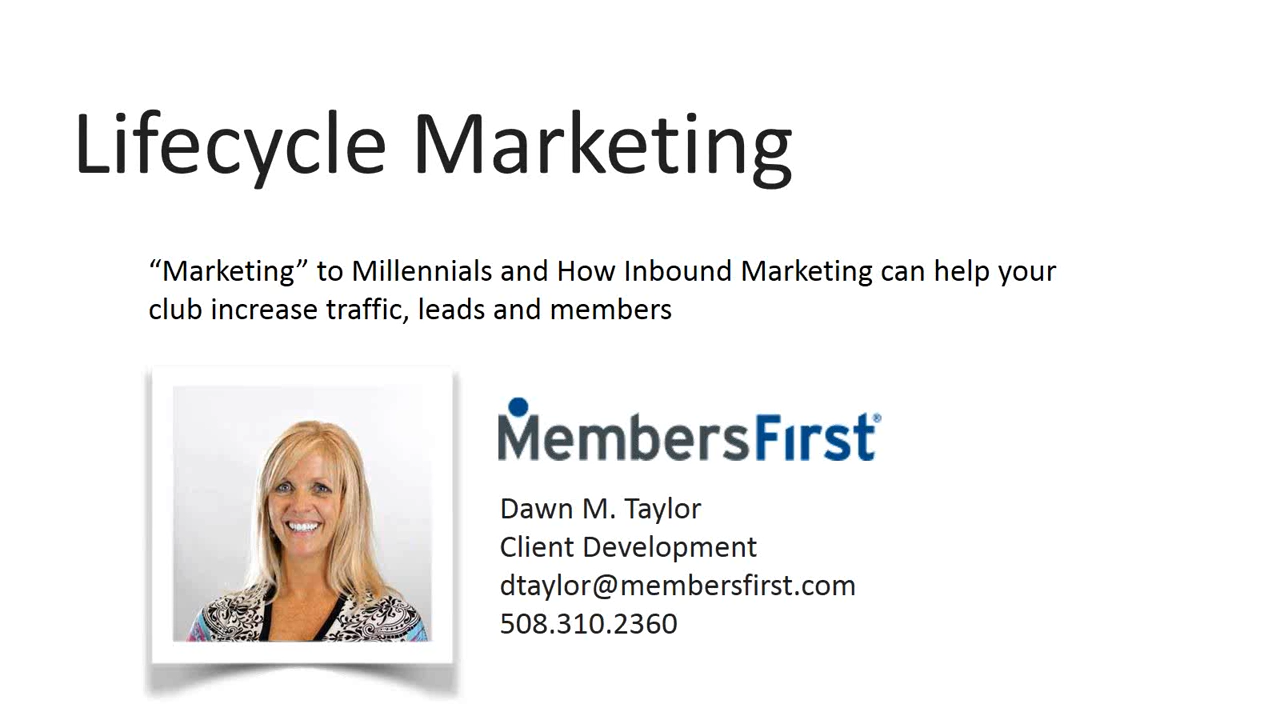 Lifecycle Marketing
“Marketing” to Millennials and How Inbound Marketing can help your
club increase traffic, leads and members
MembersFirst®
Dawn M. Taylor
Client Development
dtaylor@membersfirst.com
508.310.2360